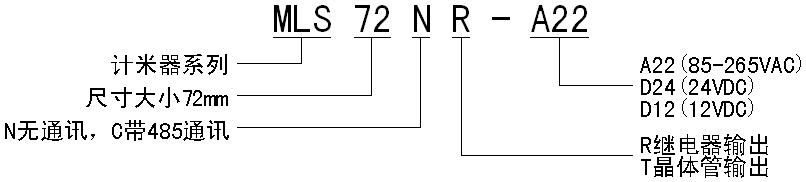 MLS 72 N R - A22
计米器系列
尺寸大小72mm
N无通讯，C带485通讯
A22(85-265VAC)
D24(24VDC)
D12(12VDC)
R继电器输出
T晶体管输出